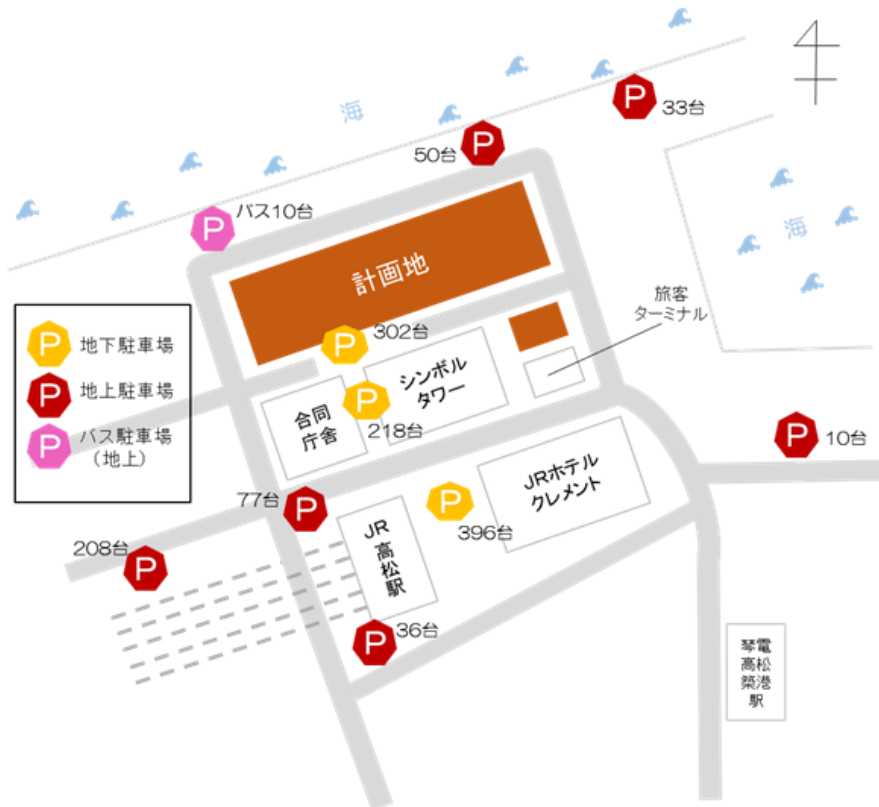 海
P
33台
P
50台
P
バス10台
海
計画地
旅客
ターミナル
P
地下駐車場
P
地上駐車場
P
バス駐車場
(地上)
P
302台
シンボル
タワー
合同
庁舎
P
218台
P
10台
JRホテル
クレメント
77台
P
P
396台
JR
高松駅
208台
P
P
36台
琴電
高松
築港
駅